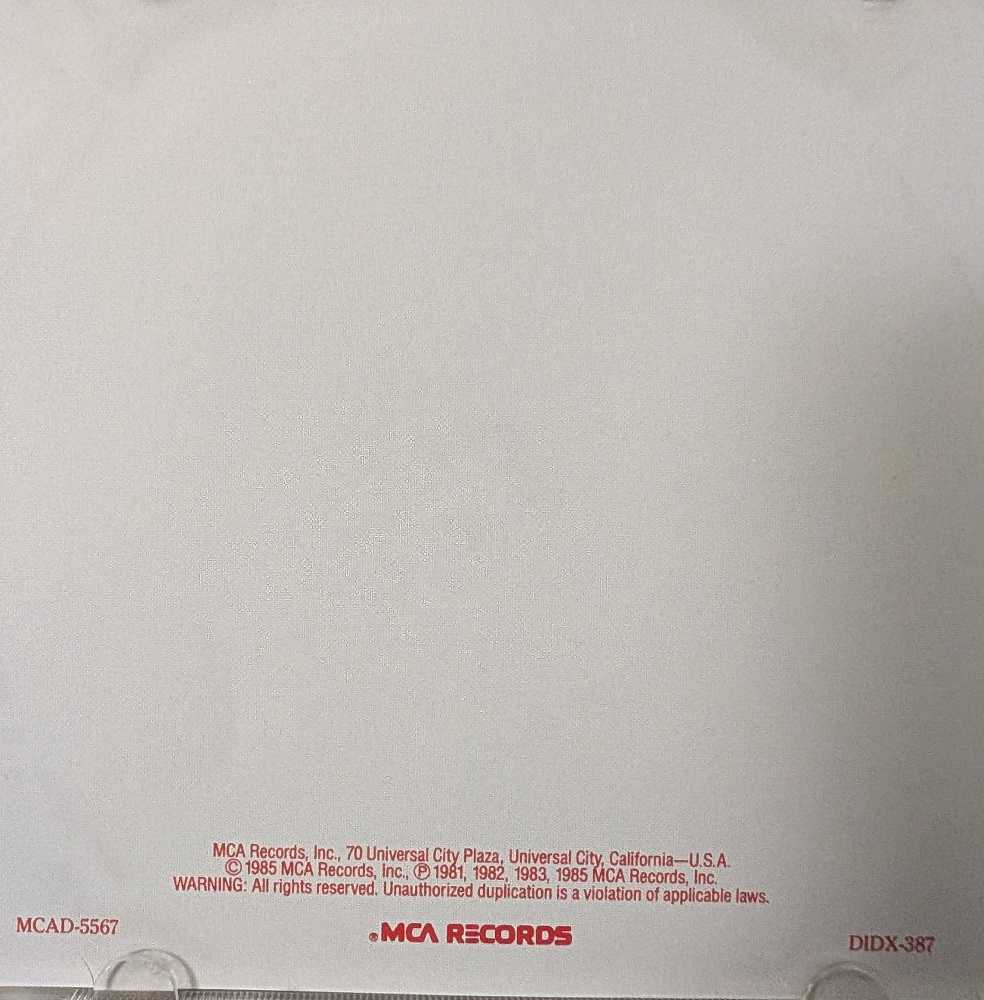 MCA Records, Inc., 70 Universal City Plaza, Universal City, California—U.S.A.
© 1985 MCA Records, Inc., ℗ 1981, 1982, 1983, 1985 MCA Records, Inc.
WARNING: All rights reserved. Unauthorized duplication is a violation of applicable laws.
MCAD-5567
®MCA RECORDS
DIDX-387